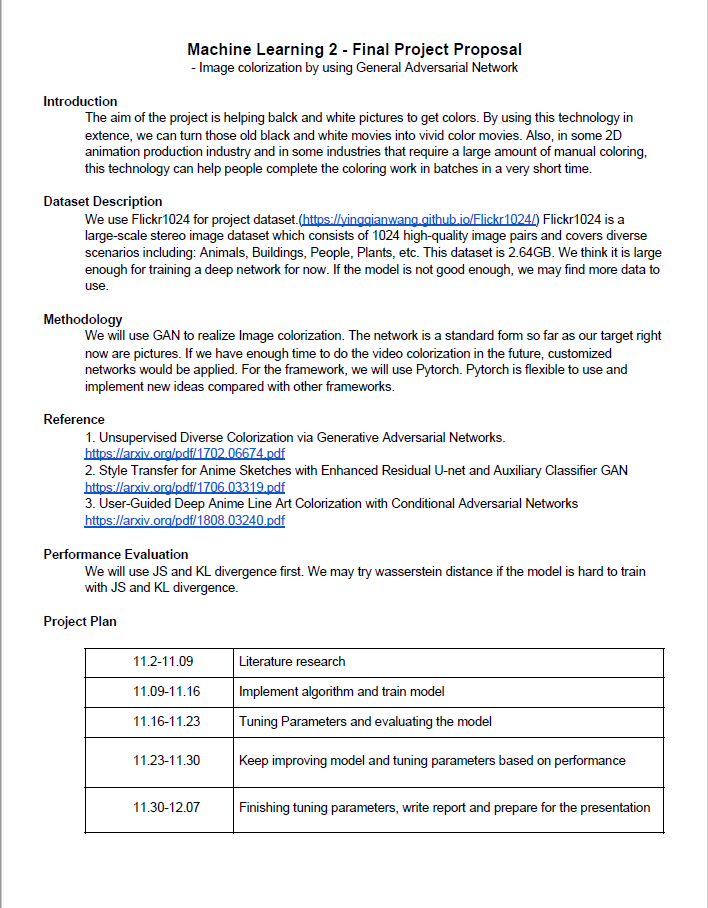 Machine Learning 2 - Final Project Proposal
- Image colorization by using General Adversarial Network
Introduction
The aim of the project is helping balck and white pictures to get colors. By using this technology in
extence, we can turn those old black and white movies into vivid color movies. Also, in some 2D
animation production industry and in some industries that require a large amount of manual coloring,
this technology can help people complete the coloring work in batches in a very short time.
Dataset Description
We use Flickr1024 for project dataset.(https://yingqianwang.github.io/Flickr1024/) Flickr1024 is a
large-scale stereo image dataset which consists of 1024 high-quality image pairs and covers diverse
scenarios including: Animals, Buildings, People, Plants, etc. This dataset is 2.64GB. We think it is large
enough for training a deep network for now. If the model is not good enough, we may find more data to
use.
Methodology
We will use GAN to realize Image colorization. The network is a standard form so far as our target right
now are pictures. If we have enough time to do the video colorization in the future, customized
networks would be applied. For the framework, we will use Pytorch. Pytorch is flexible to use and
implement new ideas compared with other frameworks.
Reference
1. Unsupervised Diverse Colorization via Generative Adversarial Networks.
https://arxiv.org/pdf/1702.06674.pdf
2. Style Transfer for Anime Sketches with Enhanced Residual U-net and Auxiliary Classifier GAN
https://arxiv.org/pdf/1706.03319.pdf
3. User-Guided Deep Anime Line Art Colorization with Conditional Adversarial Networks
https://arxiv.org/pdf/1808.03240.pdf
Performance Evaluation
We will use JS and KL divergence first. We may try wasserstein distance if the model is hard to train
with JS and KL divergence.
Project Plan
11.2-11.09 Literature research
11.09-11.16 Implement algorithm and train model
11.16-11.23 Tuning Parameters and evaluating the model
11.23-11.30 Keep improving model and tuning parameters based on performance
11.30-12.07 Finishing tuning parameters, write report and prepare for the presentation